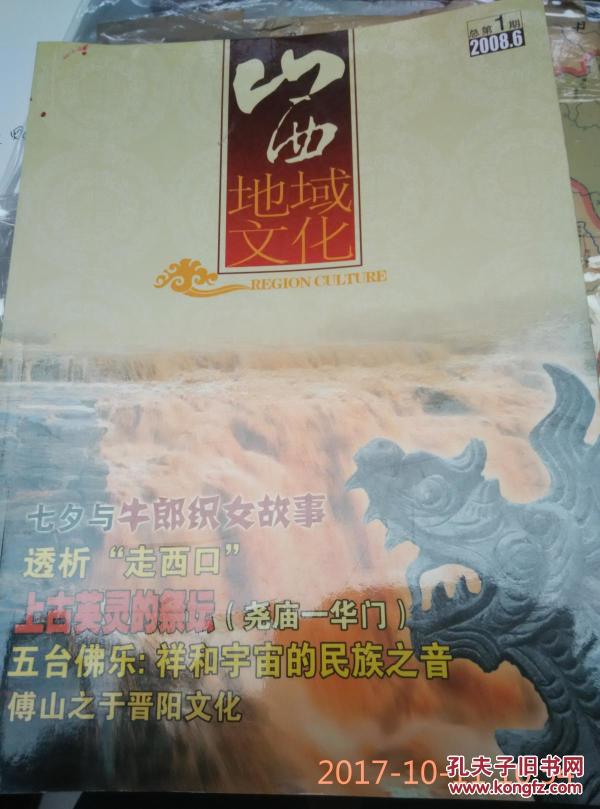 总第1期
2008.6
山西
地域
文化
REGION CULTURE
七夕与牛郎织女故事
透析“走西口”
上古英灵的祭坛（尧庙—华门）
五台佛乐:祥和宇宙的民族之音
傅山之于晋阳文化
2017-10-
孔夫子旧书网
www.kongfz.com